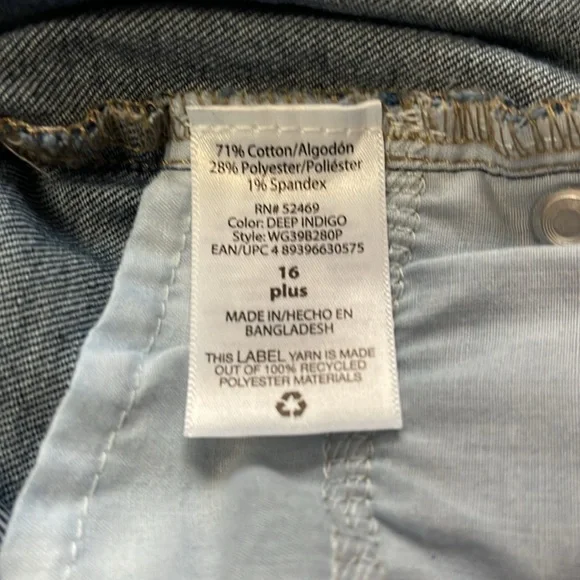 71% Cotton/Algodón
28% Polyester/Poliéster
1% Spandex
RN# 52469
Color: DEEP INDIGO
Style: WG39B280P
EAN/UPC 4 89396630575
16
plus
MADE IN/HECHO EN
BANGLADESH
THIS LABEL YARN IS MADE
OUT OF 100% RECYCLED
POLYESTER MATERIALS